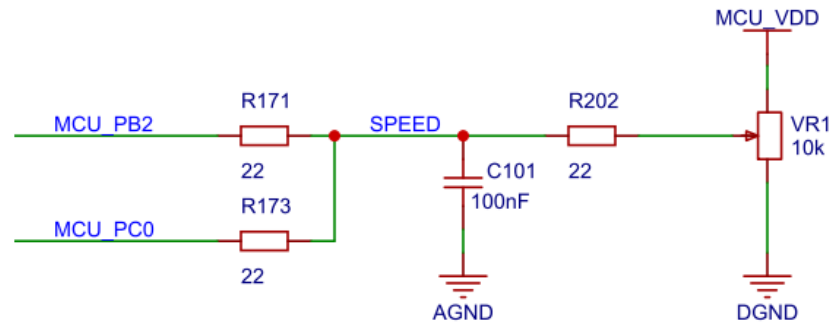 MCU_VDD
R171
R202
MCU_PB2
SPEED
VR1
10k
22
C101
22
100nF
R173
MCU_PC0
22
AGND
DGND